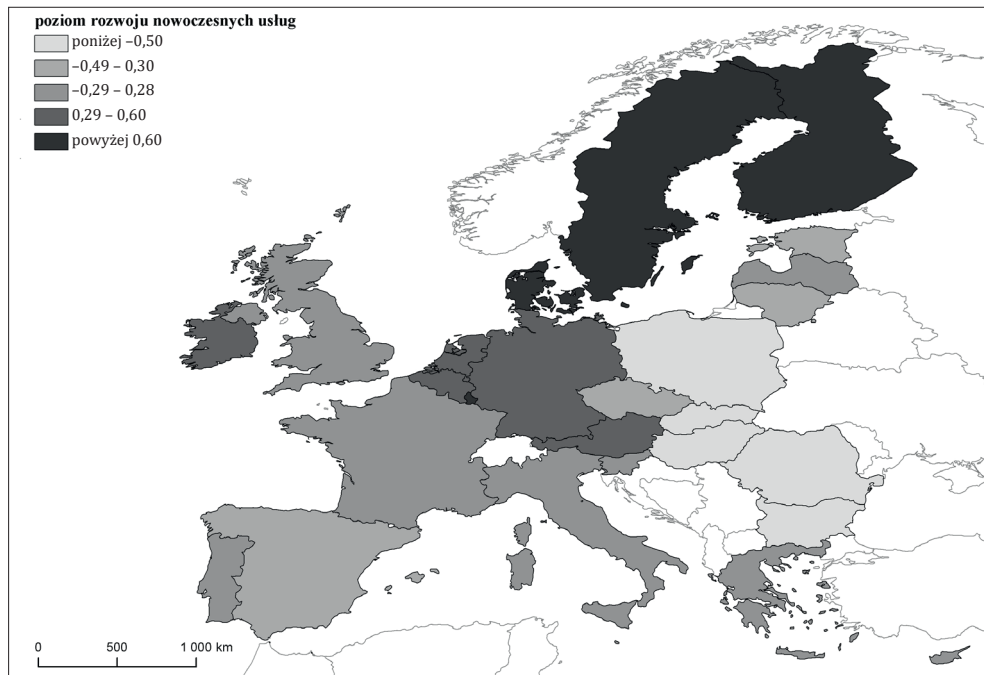 poziom rozwoju nowoczesnych usług
poniżej –0,50
–0,49 – 0,30
–0,29 – 0,28
0,29 – 0,60
powyżej 0,60
0 500 1 000 km